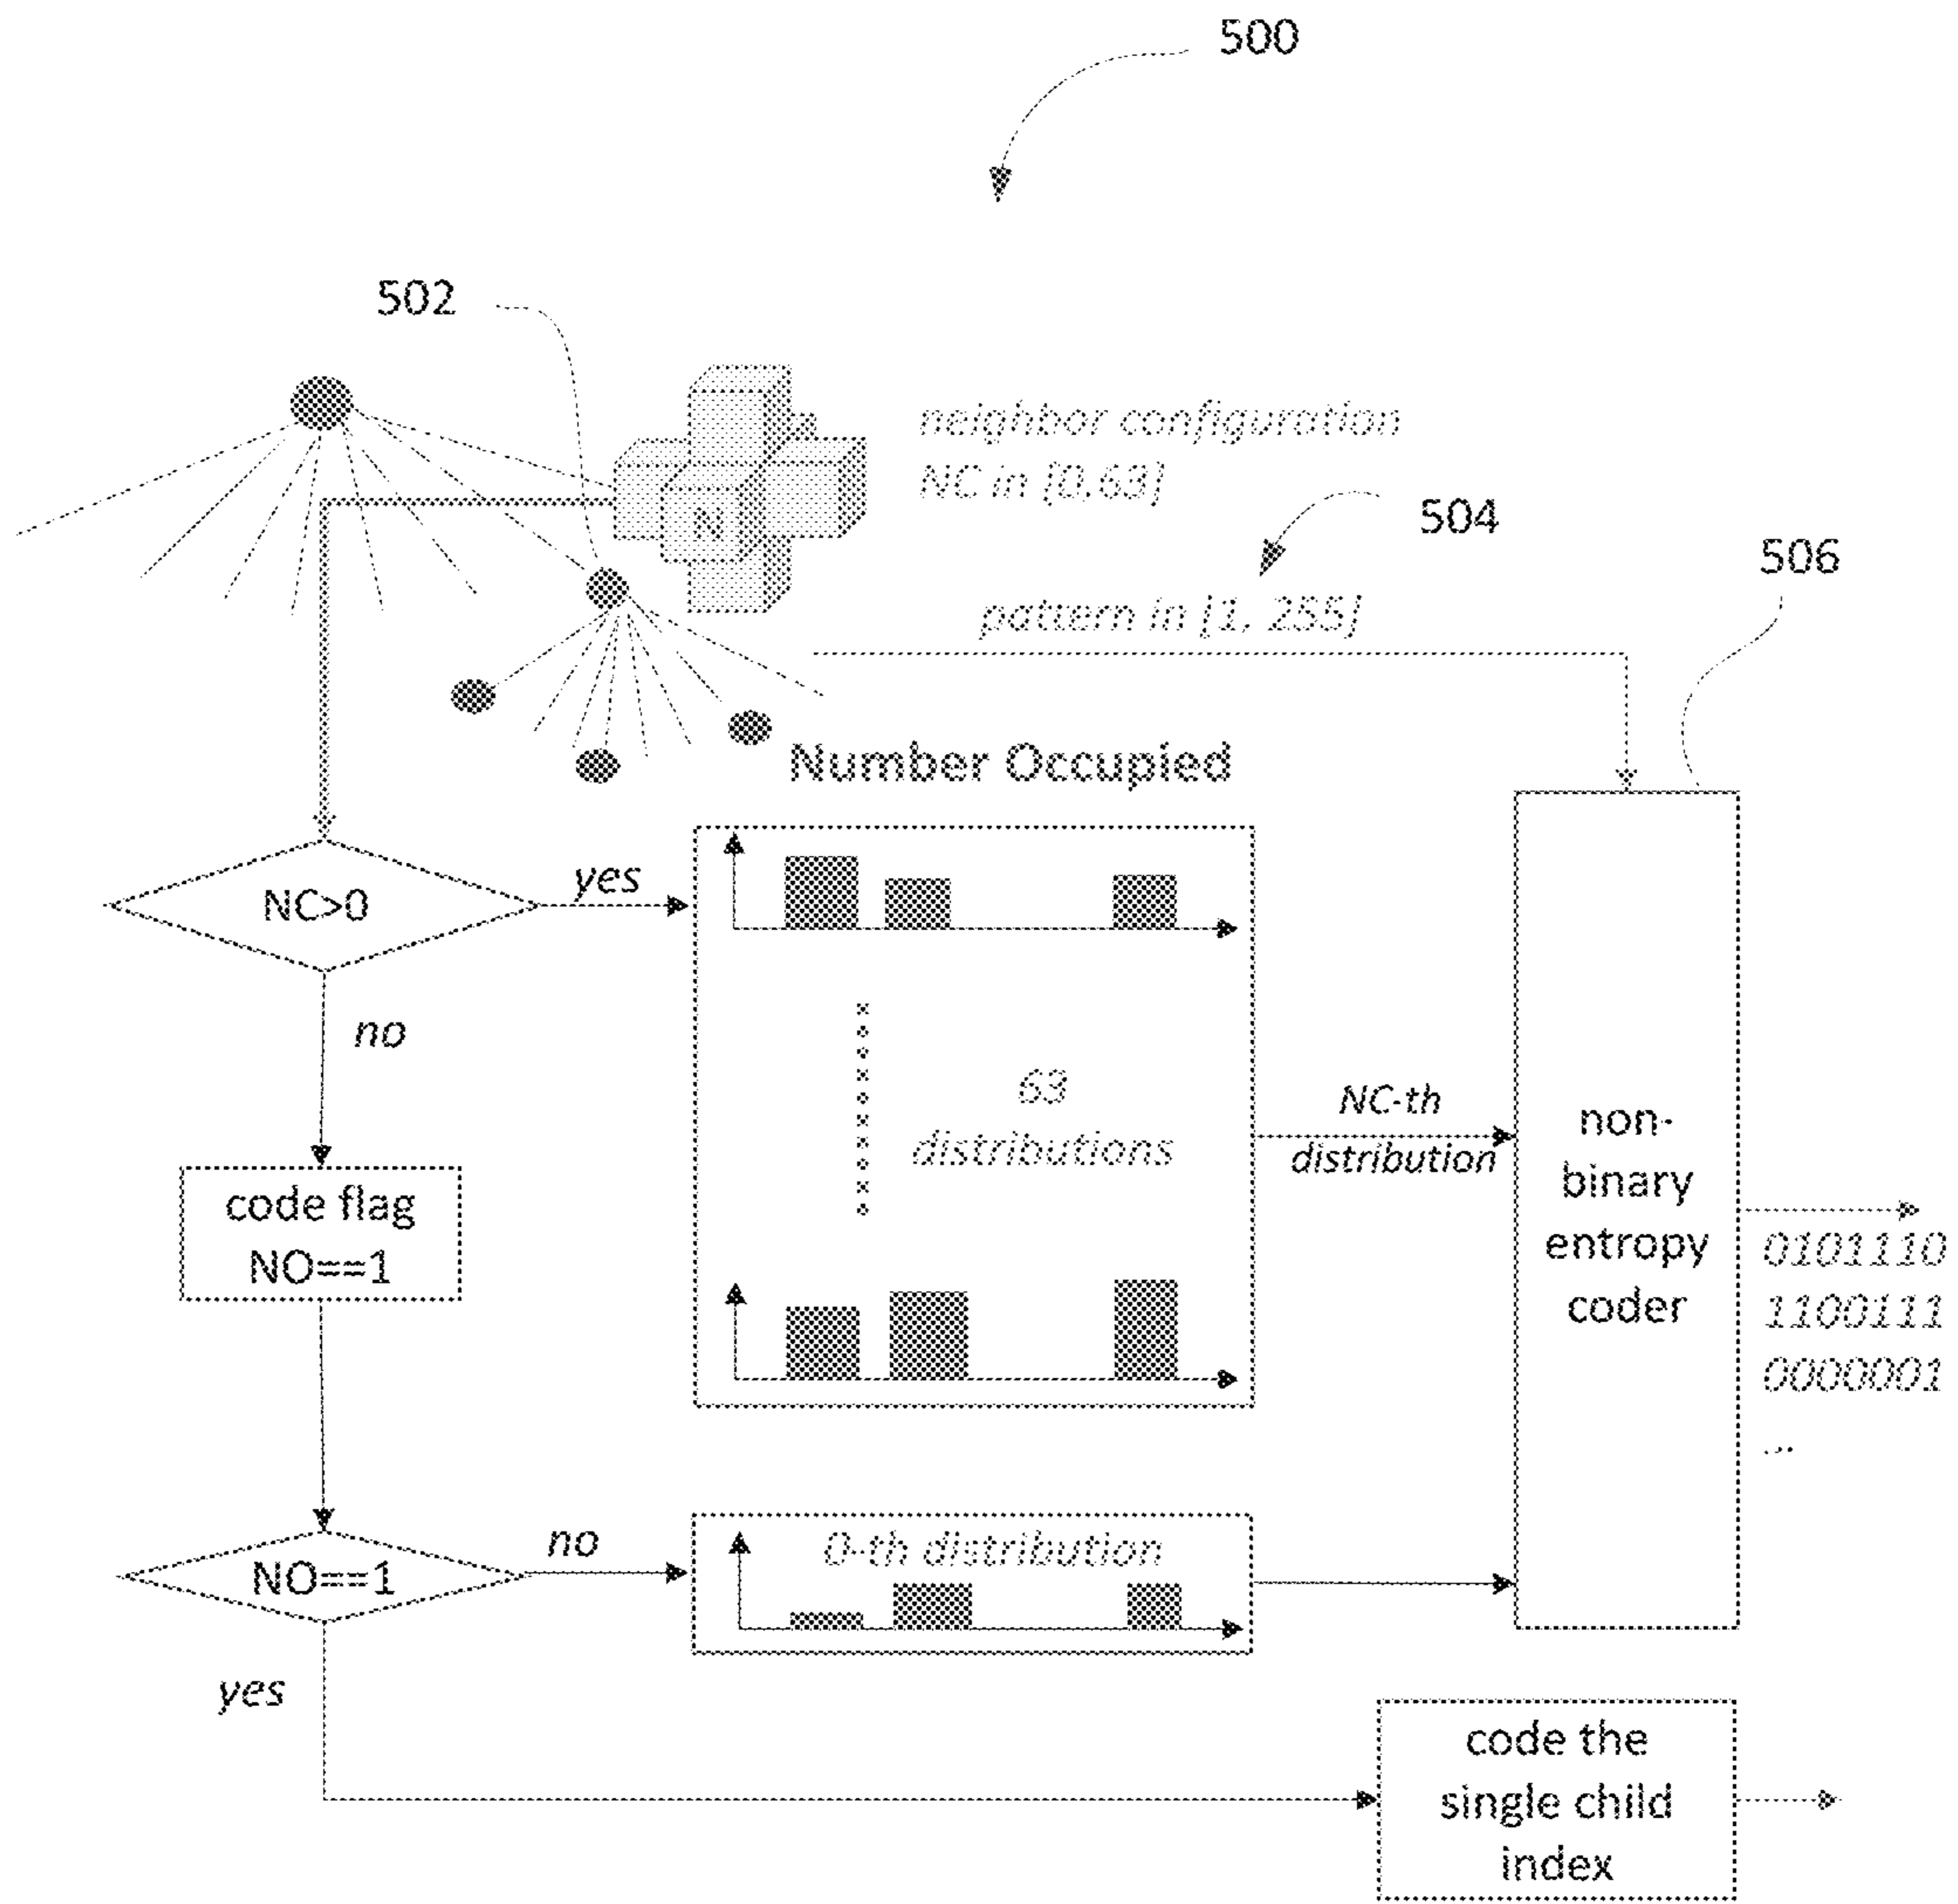 500
502
neighbor configuration
NC in [0,63]
N
504
506
pattern in [1, 255]
Number Occupied
NC>0
yes
no
63
distributions
NC-th
distribution
non-
binary
entropy
coder
code flag
NO==1
0101110
1100111
0000001
...
NO==1
no
0-th distribution
yes
code the
single child
index